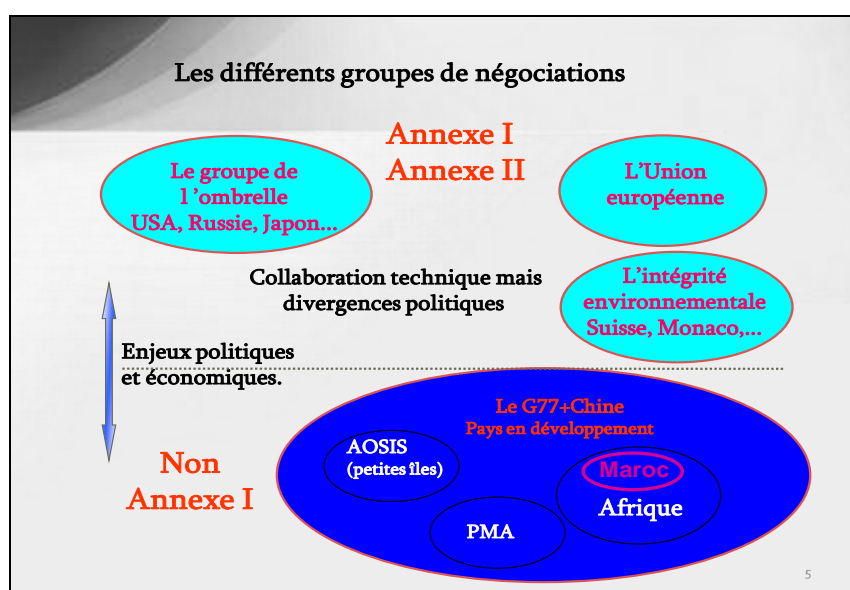 Les différents groupes de négociations
Annexe I
Annexe II
Le groupe de
l ’ombrelle
USA, Russie, Japon...
L’Union
européenne
Collaboration technique mais
divergences politiques
L’intégrité
environnementale
Suisse, Monaco,...
Enjeux politiques
et économiques.
Le G77+Chine
Pays en développement
AOSIS
(petites îles)
Maroc
Afrique
PMA
Non
Annexe I
5